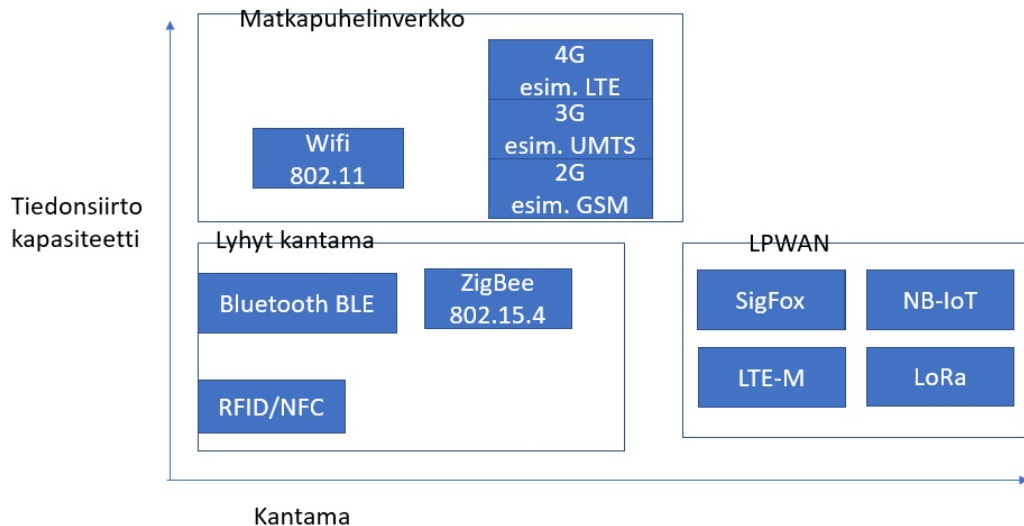 Matkapuhelinverkko
4G
esim. LTE
3G
esim. UMTS
2G
esim. GSM
Wifi
802.11
Tiedonsiirto
kapasiteetti
Lyhyt kantama
Bluetooth BLE
ZigBee
802.15.4
RFID/NFC
LPWAN
SigFox
NB-IoT
LTE-M
LoRa
Kantama